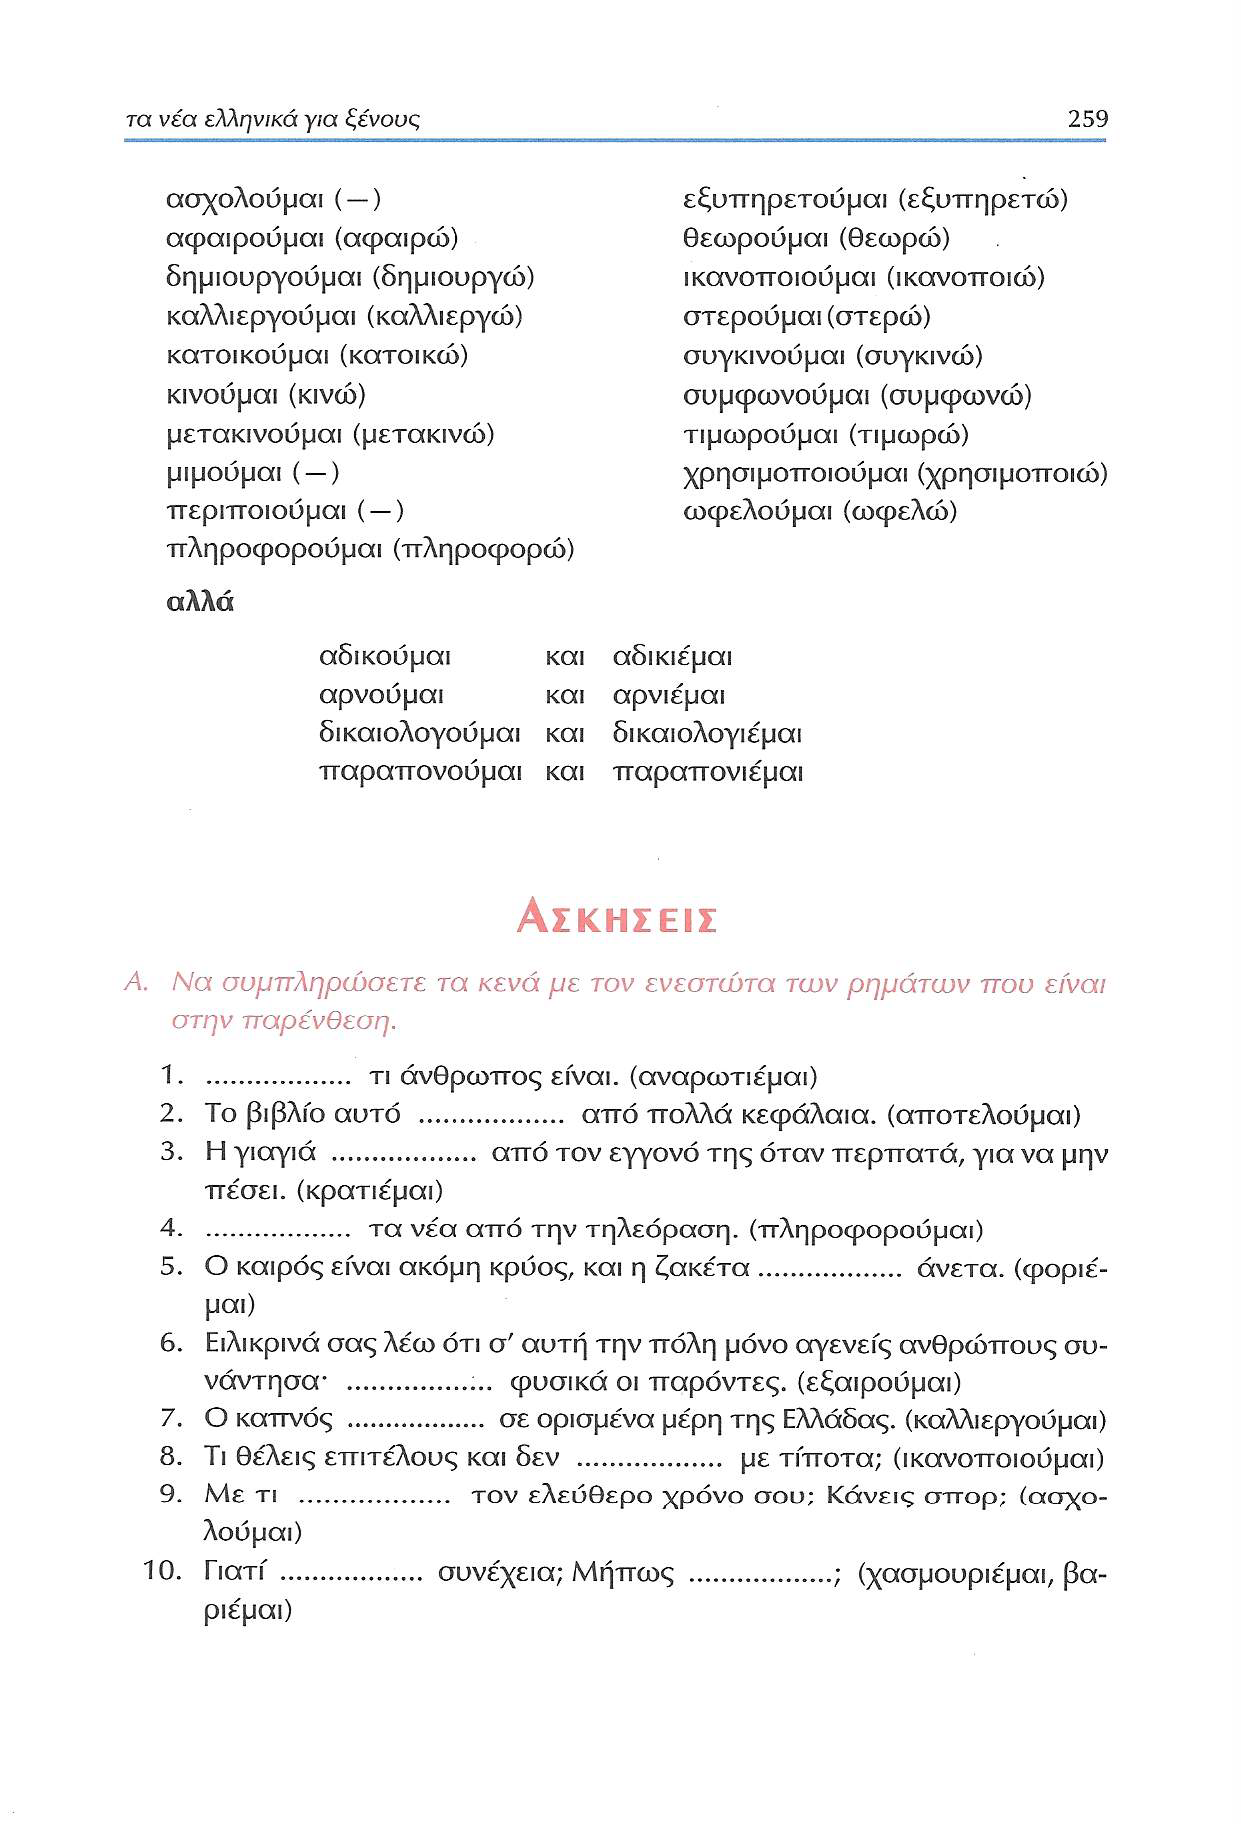 τα νέα ελληνικά για ξένους 259
ασχολούμαι (—)
αφαιρούμαι (αφαιρώ)
δημιουργούμαι (δημιουργώ)
καλλιεργούμαι (καλλιεργώ)
κατοικούμαι (κατοικώ)
κινούμαι (κινώ)
μετακινούμαι (μετακινώ)
μιμούμαι (—)
περιποιούμαι (—)
πληροφορούμαι (πληροφορώ)
εξυπηρετούμαι (εξυπηρετώ)
θεωρούμαι (θεωρώ)
ικανοποιούμαι (ικανοποιώ)
στερούμαι (στερώ)
συγκινούμαι (συγκινώ)
συμφωνούμαι (συμφωνώ)
τιμωρούμαι (τιμωρώ)
χρησιμοποιούμαι (χρησιμοποιώ)
ωφελούμαι (ωφελώ)
αλλά
αδικούμαι και αδικιέμαι
αρνούμαι και αρνιέμαι
δικαιολογούμαι και δικαιολογιέμαι
παραπονούμαι και παραπονιέμαι
ΑΣΚΗΣΕΙΣ
Α. Να συμπληρώσετε τα κενά με τον ενεστώτα των ρημάτων που είναι
στην παρένθεση.
1. .................. τι άνθρωπος είναι. (αναρωτιέμαι)
2. Το βιβλίο αυτό .................. από πολλά κεφάλαια. (αποτελούμαι)
3. Η γιαγιά .................. από τον εγγονό της όταν περπατά, για να μην
πέσει. (κρατιέμαι)
4. .................. τα νέα από την τηλεόραση. (πληροφορούμαι)
5. Ο καιρός είναι ακόμη κρύος, και η ζακέτα .................. άνετα. (φοριέ-
μαι)
6. Ειλικρινά σας λέω ότι σ' αυτή την πόλη μόνο αγενείς ανθρώπους συ-
νάντησα· .................. φυσικά οι παρόντες. (εξαιρούμαι)
7. Ο καπνός .................. σε ορισμένα μέρη της Ελλάδας. (καλλιεργούμαι)
8. Τι θέλεις επιτέλους και δεν .................. με τίποτα; (ικανοποιούμαι)
9. Με τι .................. τον ελεύθερο χρόνο σου; Κάνεις σπορ; (ασχο-
λούμαι)
10. Γιατί .................. συνέχεια; Μήπως ..................; (χασμουριέμαι, βα-
ριέμαι)